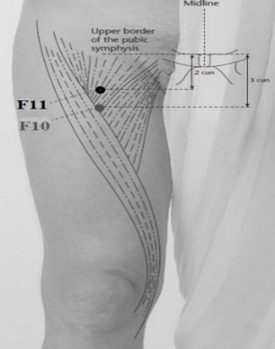 Midline
Upper border
of the pubic
symphysis
2 cun
3 cun
F11
F10